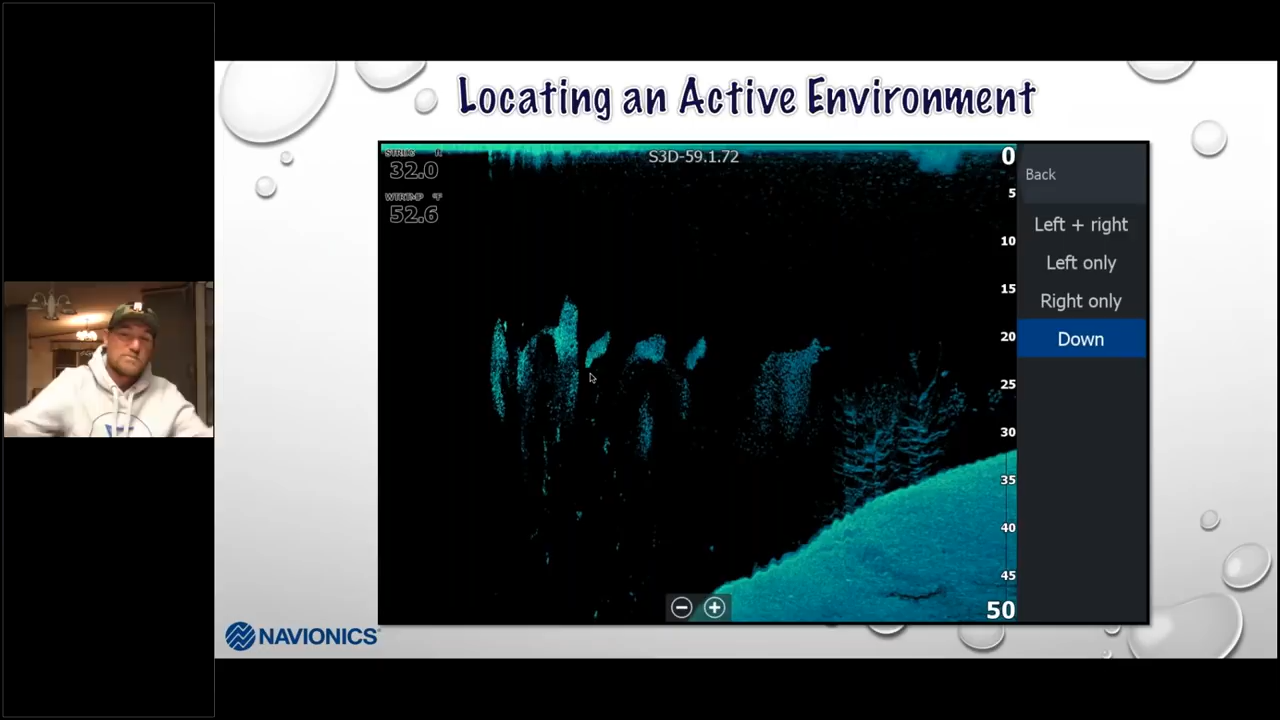 Locating an Active Environment
S3D-59.1.72
32.0
WTRTMP °F
52.6
0
5
10
15
20
25
30
35
40
45
50
Back
Left + right
Left only
Right only
Down
NAVIONICS